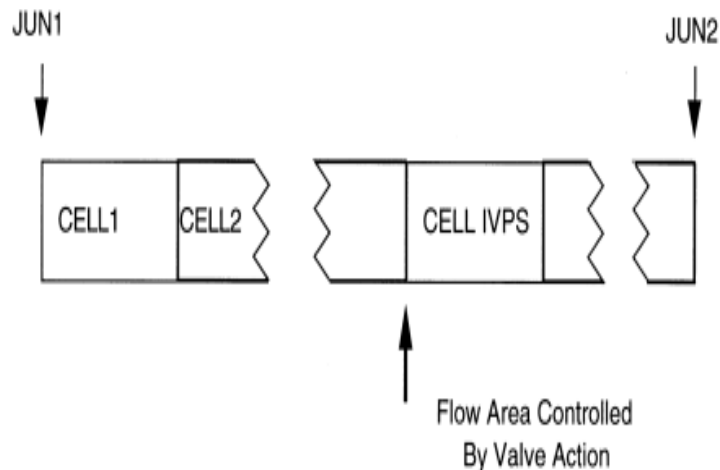 JUN1
JUN2
CELL1
CELL2
CELL IVPS
Flow Area Controlled
By Valve Action